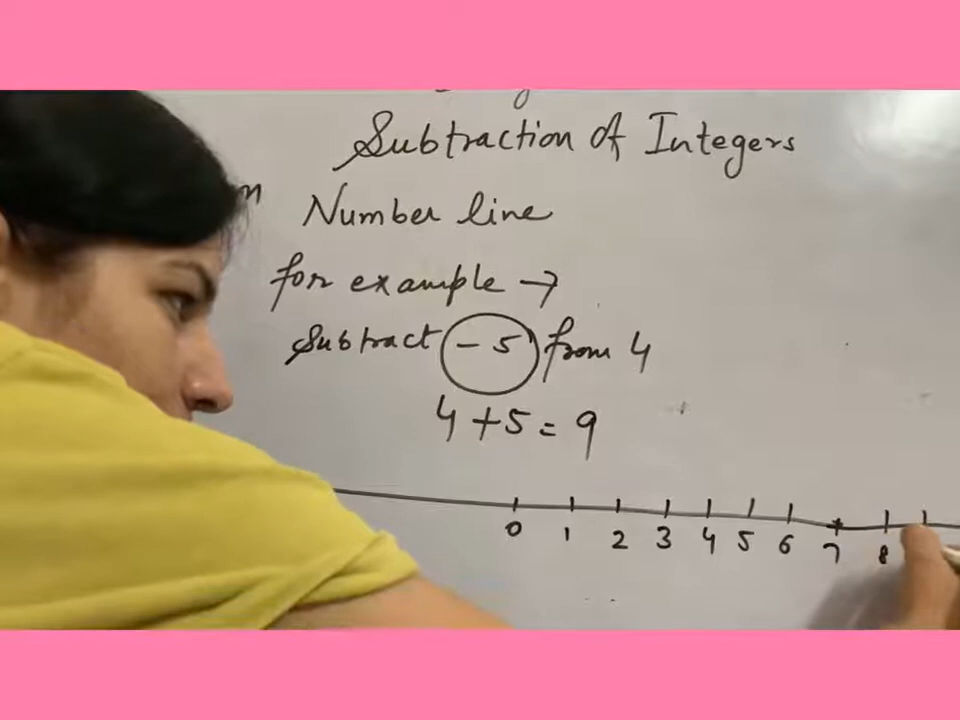 Subtraction of Integers
Number line
for example →
Subtract -5 from 4
4 + 5 = 9
0 1 2 3 4 5 6 7 8